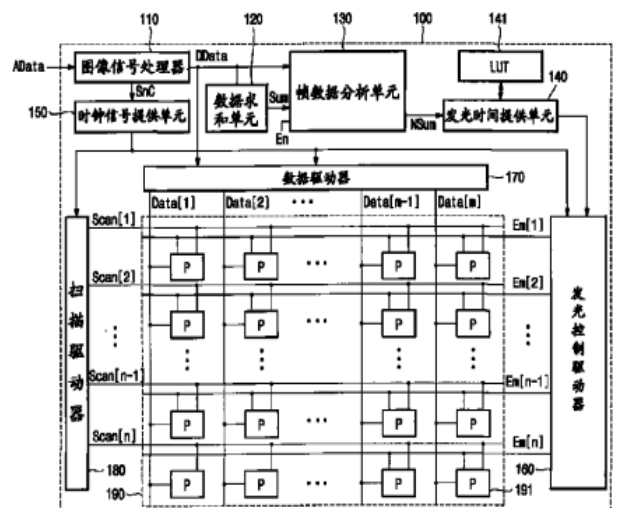 110 120 130 100 141
AData 图像信号处理器 DData 帧数据分析单元 LUT 140
SnC 数据求和单元 Sum
150 时钟信号提供单元 En NSum 发光时间提供单元
数据驱动器 170
Data[1] Data[2] ··· Data[m-1] Data[m]
Scan[1] Em[1]
P P ··· P P
Scan[2] Em[2]
P P ··· P P
扫描驱动器 发光控制驱动器
Scan[n-1] Em[n-1]
P P ··· P P
Scan[n] Em[n]
P P ··· P P
180 190 191 160